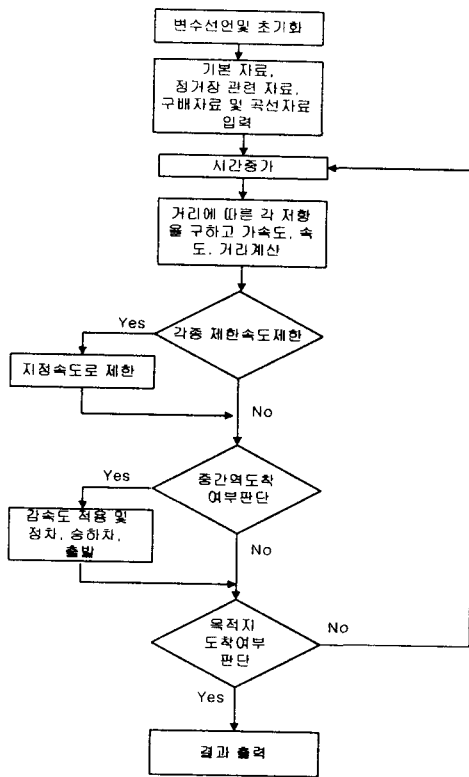 변수선언및 초기화
기본 자료,
정거장 관련 자료,
구배자료 및 곡선자료
입력
시간증가
거리에 따른 각 저항
을 구하고 가속도, 속
도, 거리계산
Yes
각종 제한속도제한
지정속도로 제한
No
Yes
중간역도착
여부판단
감속도 적용 및
정차, 승하차,
출발
No
목적지
도착여부
판단
No
Yes
결과 출력